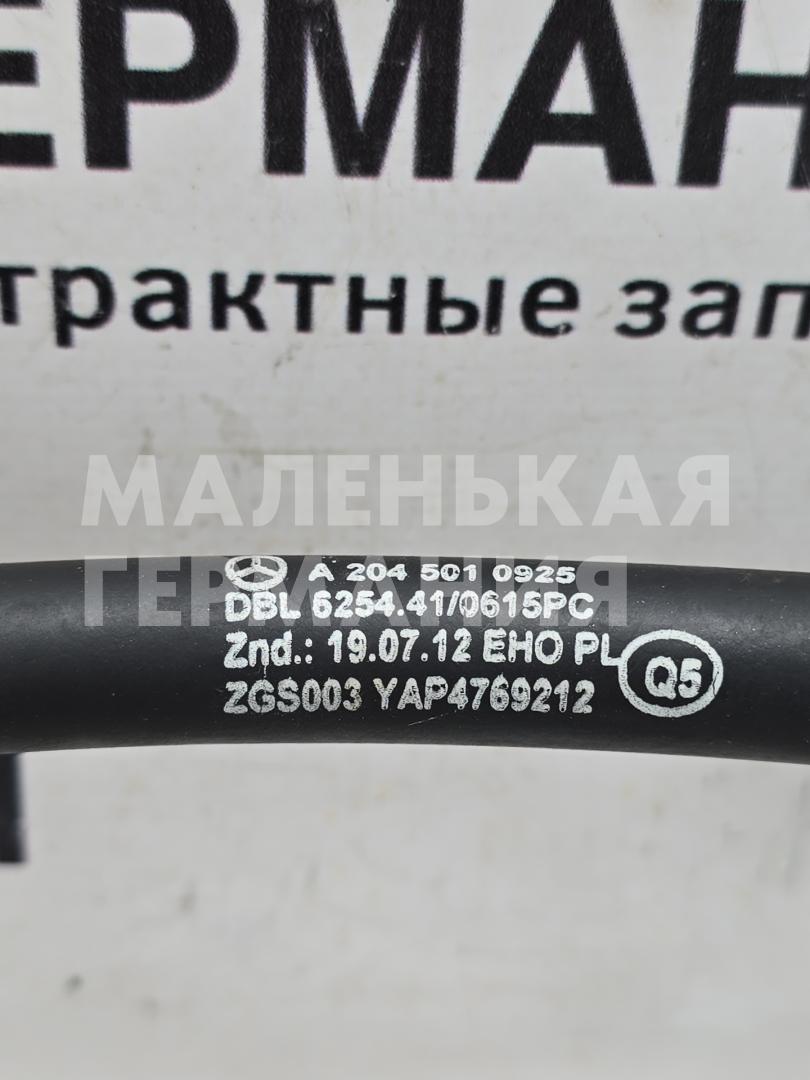 ЕРМАН
трактные зап
МАЛЕНЬКАЯ
ГЕРМАНИЯ
A 204 501 0925
DBL 6254.41/0615PC
Znd.: 19.07.12 EHO PL Q5
ZGS003 YAP4769212